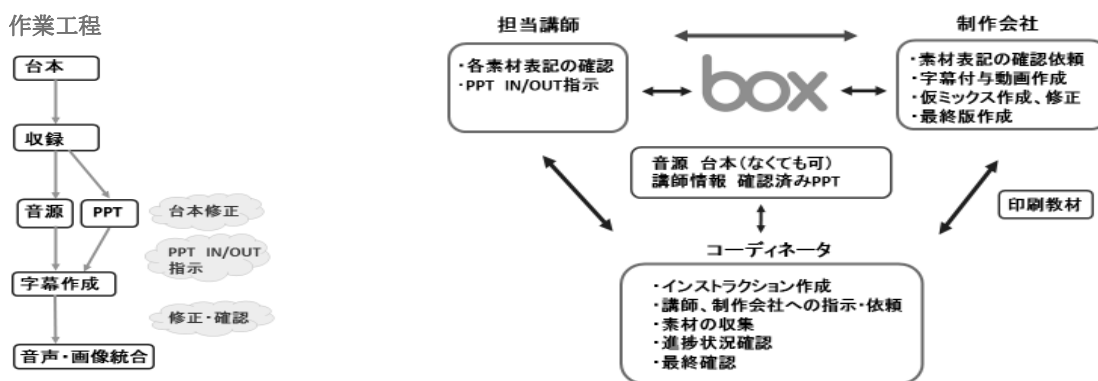 作業工程
台本
収録
音源
PPT
台本修正
PPT IN/OUT
指示
字幕作成
修正・確認
音声・画像統合
担当講師
・各素材表記の確認
・PPT IN/OUT指示
box
制作会社
・素材表記の確認依頼
・字幕付与動画作成
・仮ミックス作成、修正
・最終版作成
音源 台本(なくても可)
講師情報 確認済みPPT
印刷教材
コーディネータ
・インストラクション作成
・講師、制作会社への指示・依頼
・素材の収集
・進捗状況確認
・最終確認